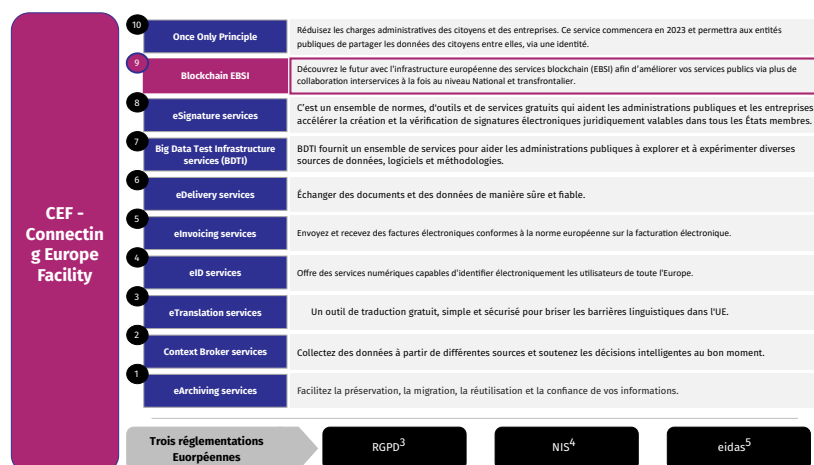 CEF -
Connectin
g Europe
Facility
10
Once Only Principle
Réduisez les charges administratives des citoyens et des entreprises. Ce service commencera en 2023 et permettra aux entités
publiques de partager les données des citoyens entre elles, via une identité.
9
Blockchain EBSI
Découvrez le futur avec l'infrastructure européenne des services blockchain (EBSI) afin d'améliorer vos services publics via plus de
collaboration interservices à la fois au niveau National et transfrontalier.
8
eSignature services
C'est un ensemble de normes, d'outils et de services gratuits qui aident les administrations publiques et les entreprises
accélérer la création et la vérification de signatures électroniques juridiquement valables dans tous les États membres.
7
Big Data Test Infrastructure
services (BDTI)
BDTI fournit un ensemble de services pour aider les administrations publiques à explorer et à expérimenter diverses
sources de données, logiciels et méthodologies.
6
eDelivery services
Échanger des documents et des données de manière sûre et fiable.
5
eInvoicing services
Envoyez et recevez des factures électroniques conformes à la norme européenne sur la facturation électronique.
4
eID services
Offre des services numériques capables d'identifier électroniquement les utilisateurs de toute l'Europe.
3
eTranslation services
Un outil de traduction gratuit, simple et sécurisé pour briser les barrières linguistiques dans l'UE.
2
Context Broker services
Collectez des données à partir de différentes sources et soutenez les décisions intelligentes au bon moment.
1
eArchiving services
Facilitez la préservation, la migration, la réutilisation et la confiance de vos informations.
Trois réglementations
Euorpéennes
RGPD3
NIS4
eidas5